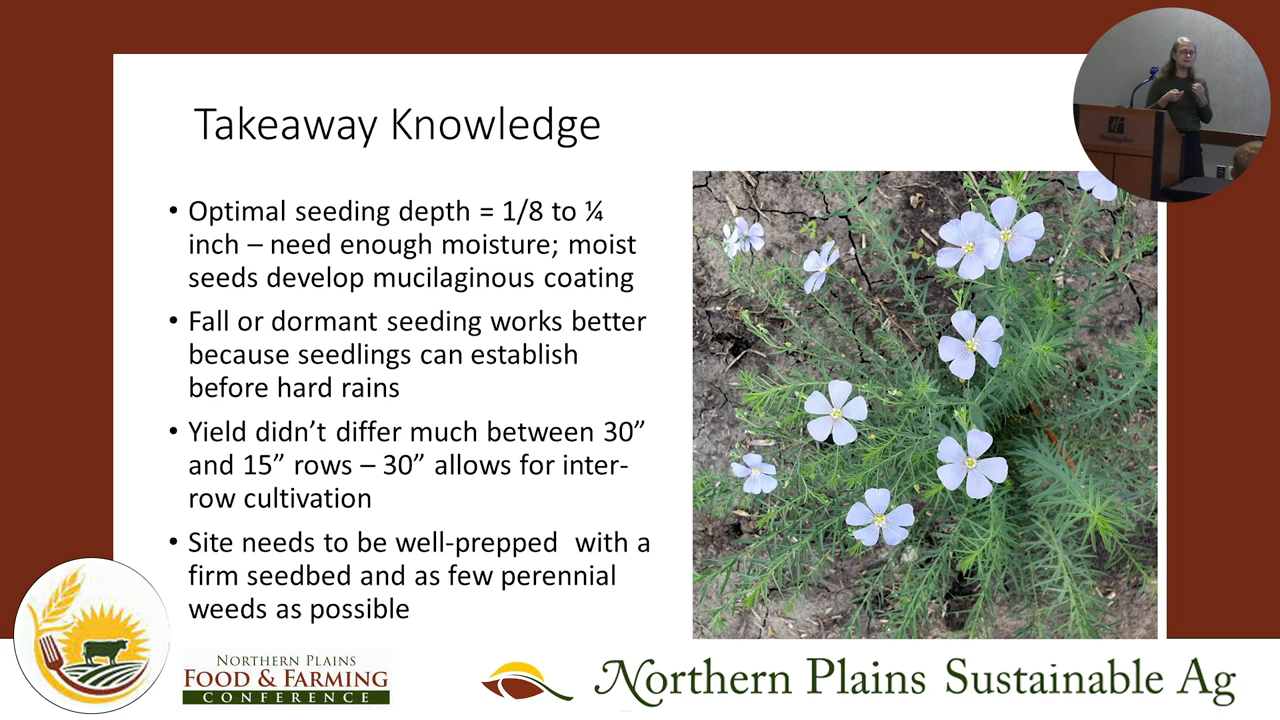 Takeaway Knowledge
• Optimal seeding depth = 1/8 to ¼
inch – need enough moisture; moist
seeds develop mucilaginous coating
• Fall or dormant seeding works better
because seedlings can establish
before hard rains
• Yield didn’t differ much between 30”
and 15” rows – 30” allows for inter-
row cultivation
• Site needs to be well-prepped  with a
firm seedbed and as few perennial
weeds as possible
Holiday Inn
NORTHERN PLAINS
FOOD & FARMING
CONFERENCE
Northern Plains Sustainable Ag